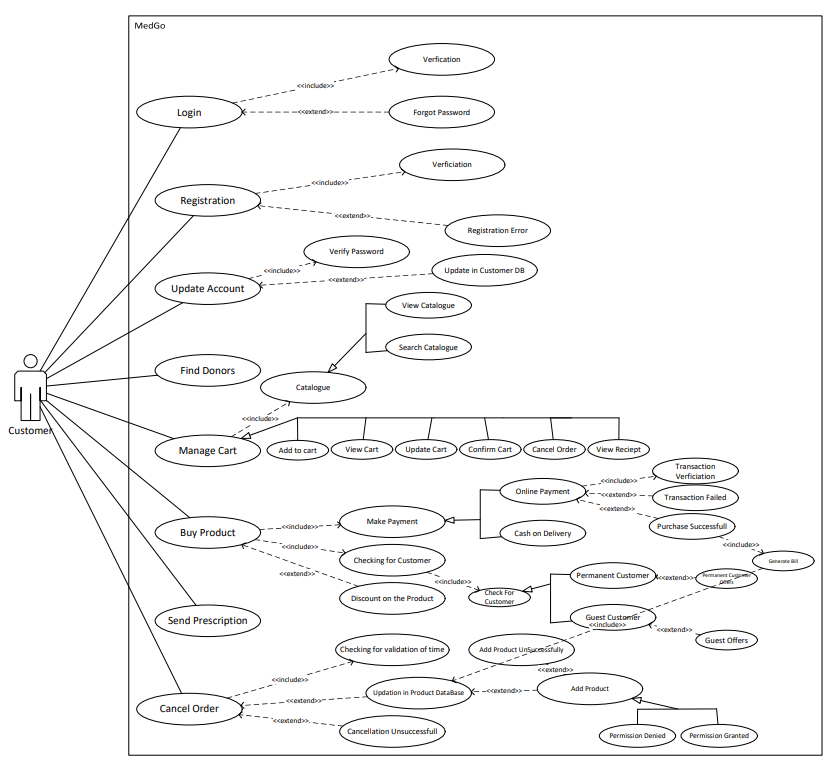 MedGo
Verfication
<<include>>
Login
<<extend>>
Forgot Password
Verficiation
<<include>>
Registration
<<extend>>
Registration Error
Verify Password
<<include>>
Update in Customer DB
<<extend>>
Update Account
View Catalogue
Search Catalogue
Find Donors
Catalogue
Customer
<<include>>
Manage Cart
Add to cart
View Cart
Update Cart
Confirm Cart
Cancel Order
View Reciept
Transaction
Verficiation
<<include>>
Online Payment
<<extend>>
Transaction Failed
<<extend>>
Make Payment
Purchase Successfull
<<include>>
Buy Product
Cash on Delivery
<<include>>
<<include>>
Checking for Customer
Generate Bill
<<extend>>
<<include>>
Permanent Customer
<<extend>>
Permanent Customer
Offers
Discount on the Product
Check For
Customer
Guest Customer
<<include>>
<<extend>>
Guest Offers
Send Prescription
Checking for validation of time
Add Product UnSuccessfully
<<extend>>
<<include>>
Updation in Product DataBase
<<extend>>
Add Product
<<extend>>
Cancel Order
<<extend>>
Cancellation Unsuccessfull
Permission Denied
Permission Granted